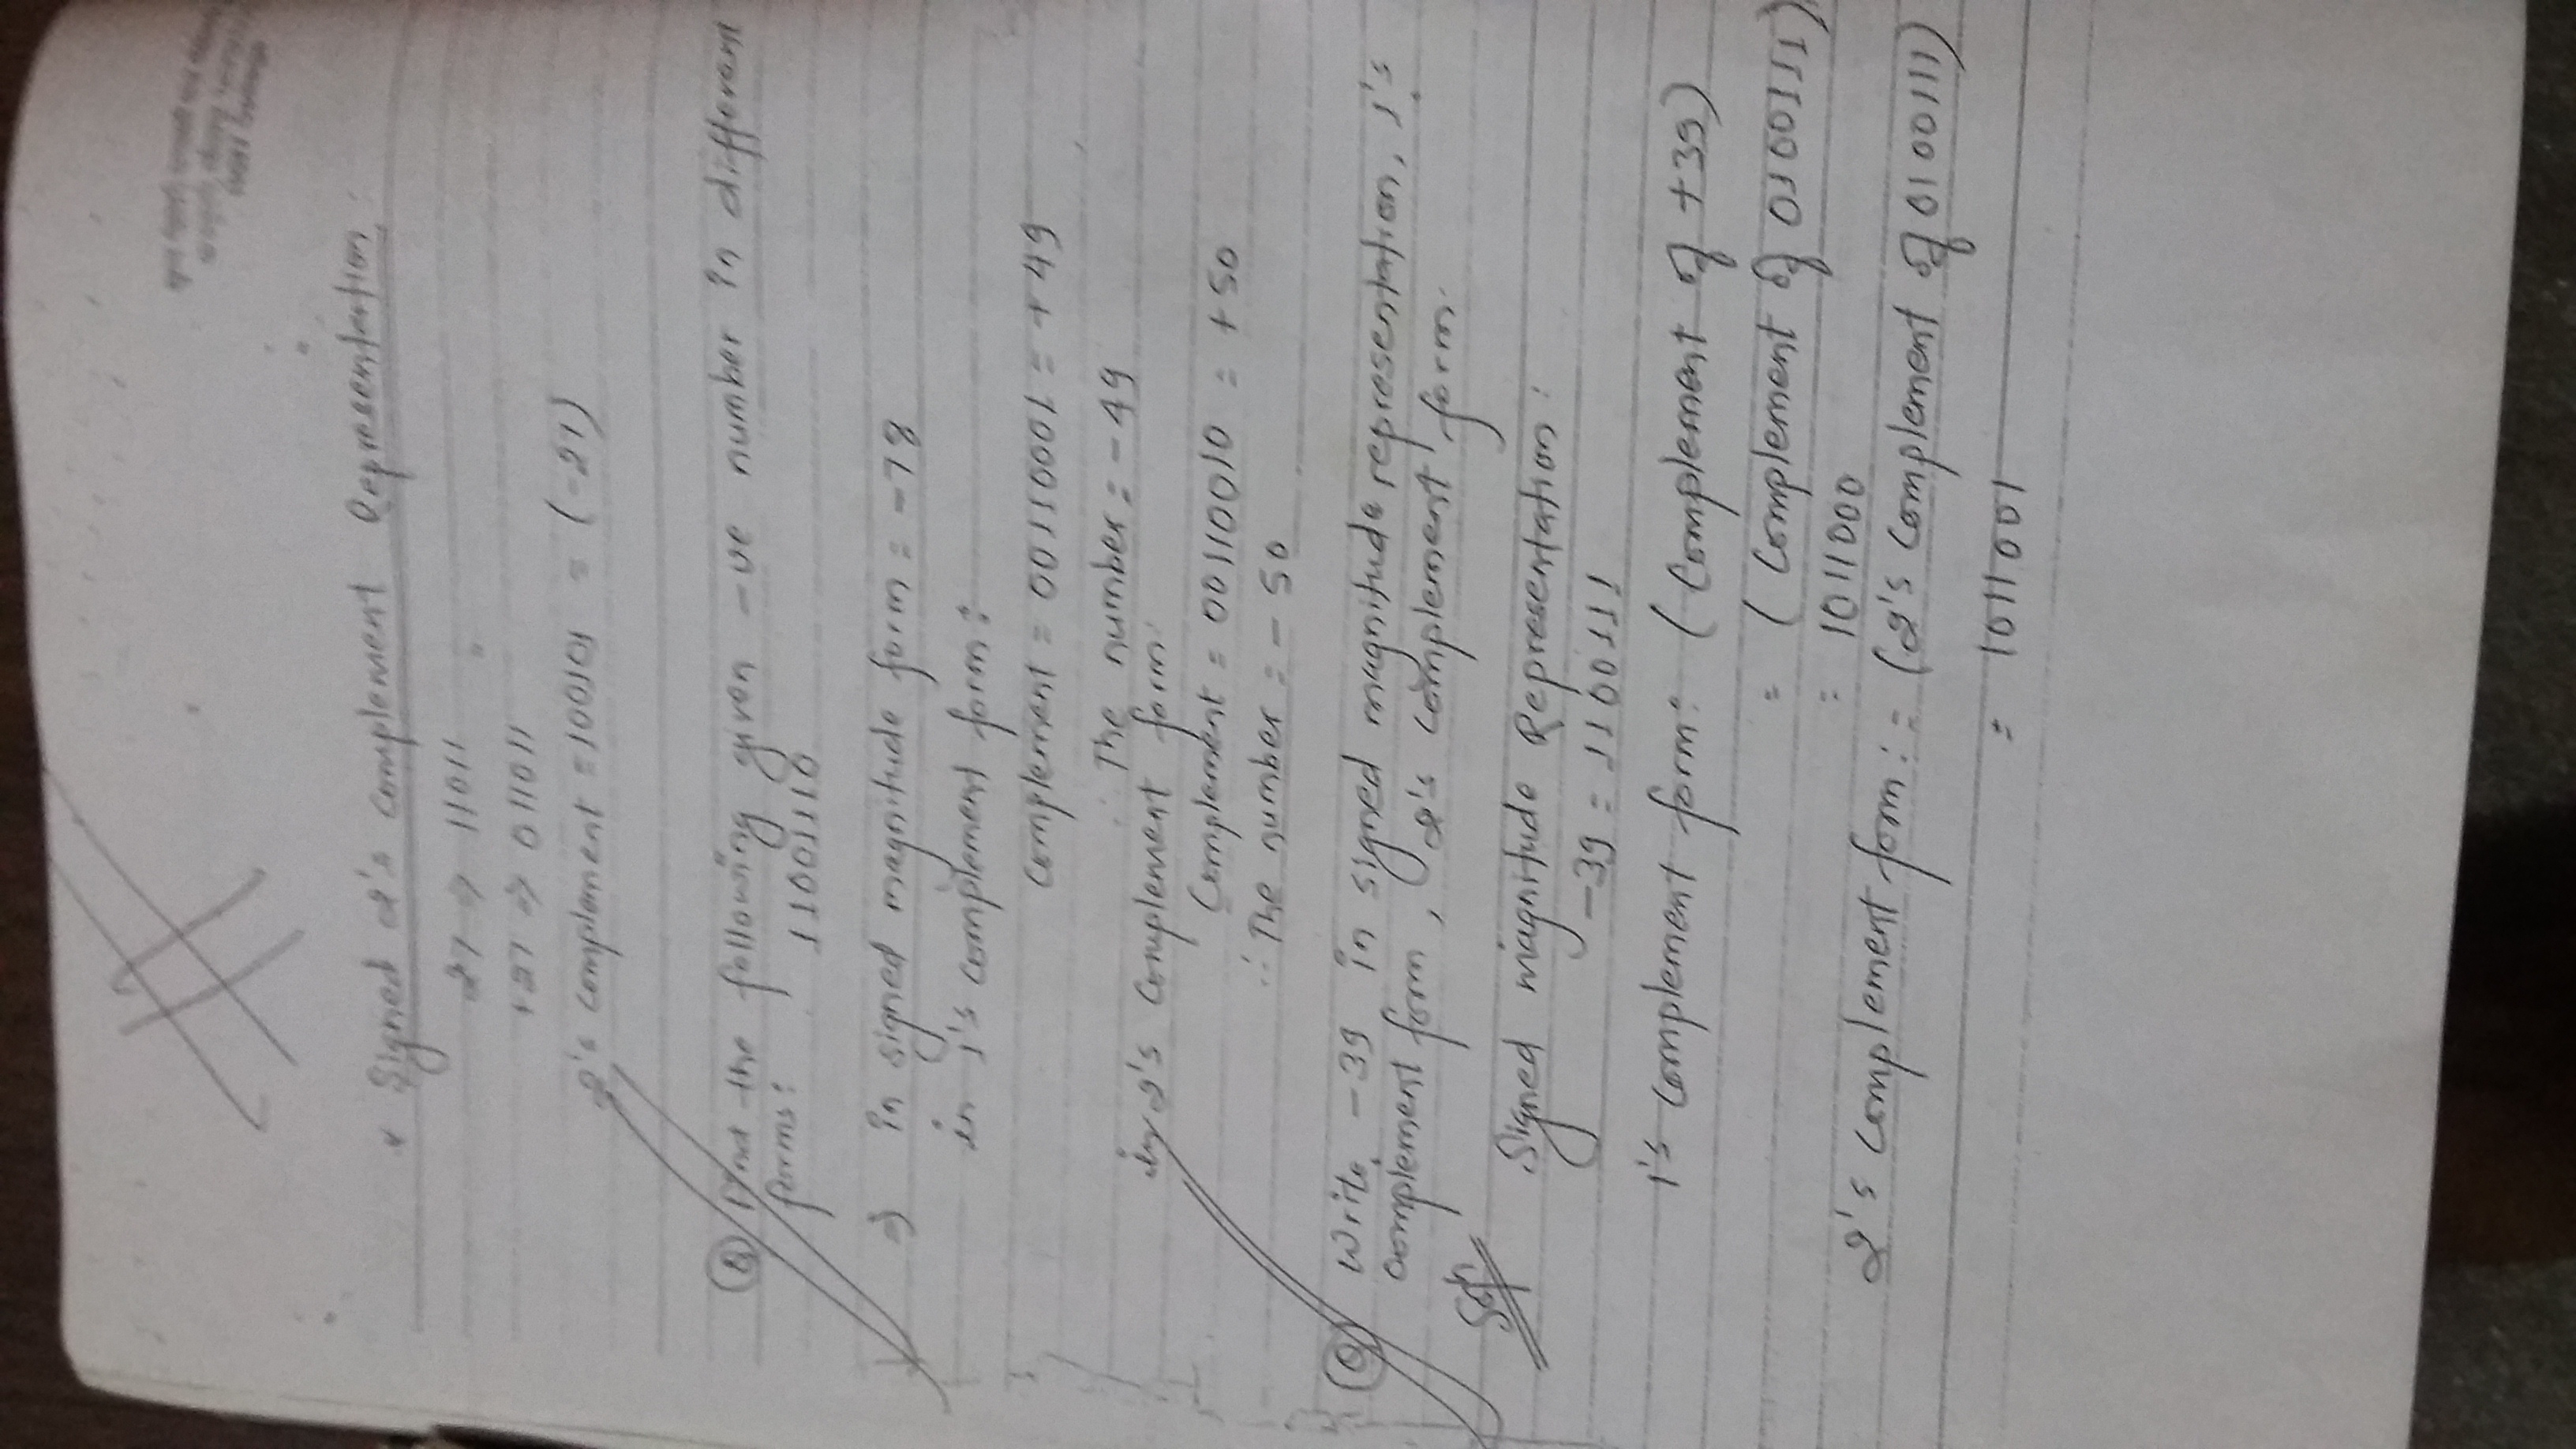 * Signed 2's complement Representation:
27 => 11011
+27 => 011011
2's complement = 100101 = (-27)
Q Find the following given -ve number in different
forms:
11001110
=> in signed magnitude form = -78
in 1's complement form:
Complement = 00110001 = +49
The number = -49
in 2's Complement form:
Complement = 00110010 = +50
∴ The number = -50
Q Write -39 in signed magnitude representation, 1's
complement form, 2's complement form.
Solⁿ
Signed magnitude Representation:
-39 = 1100111
1's complement form: (Complement of +39)
= (Complement of 0100111)
= 1011000
2's complement form: = (2's complement of 0100111)
= 1011001